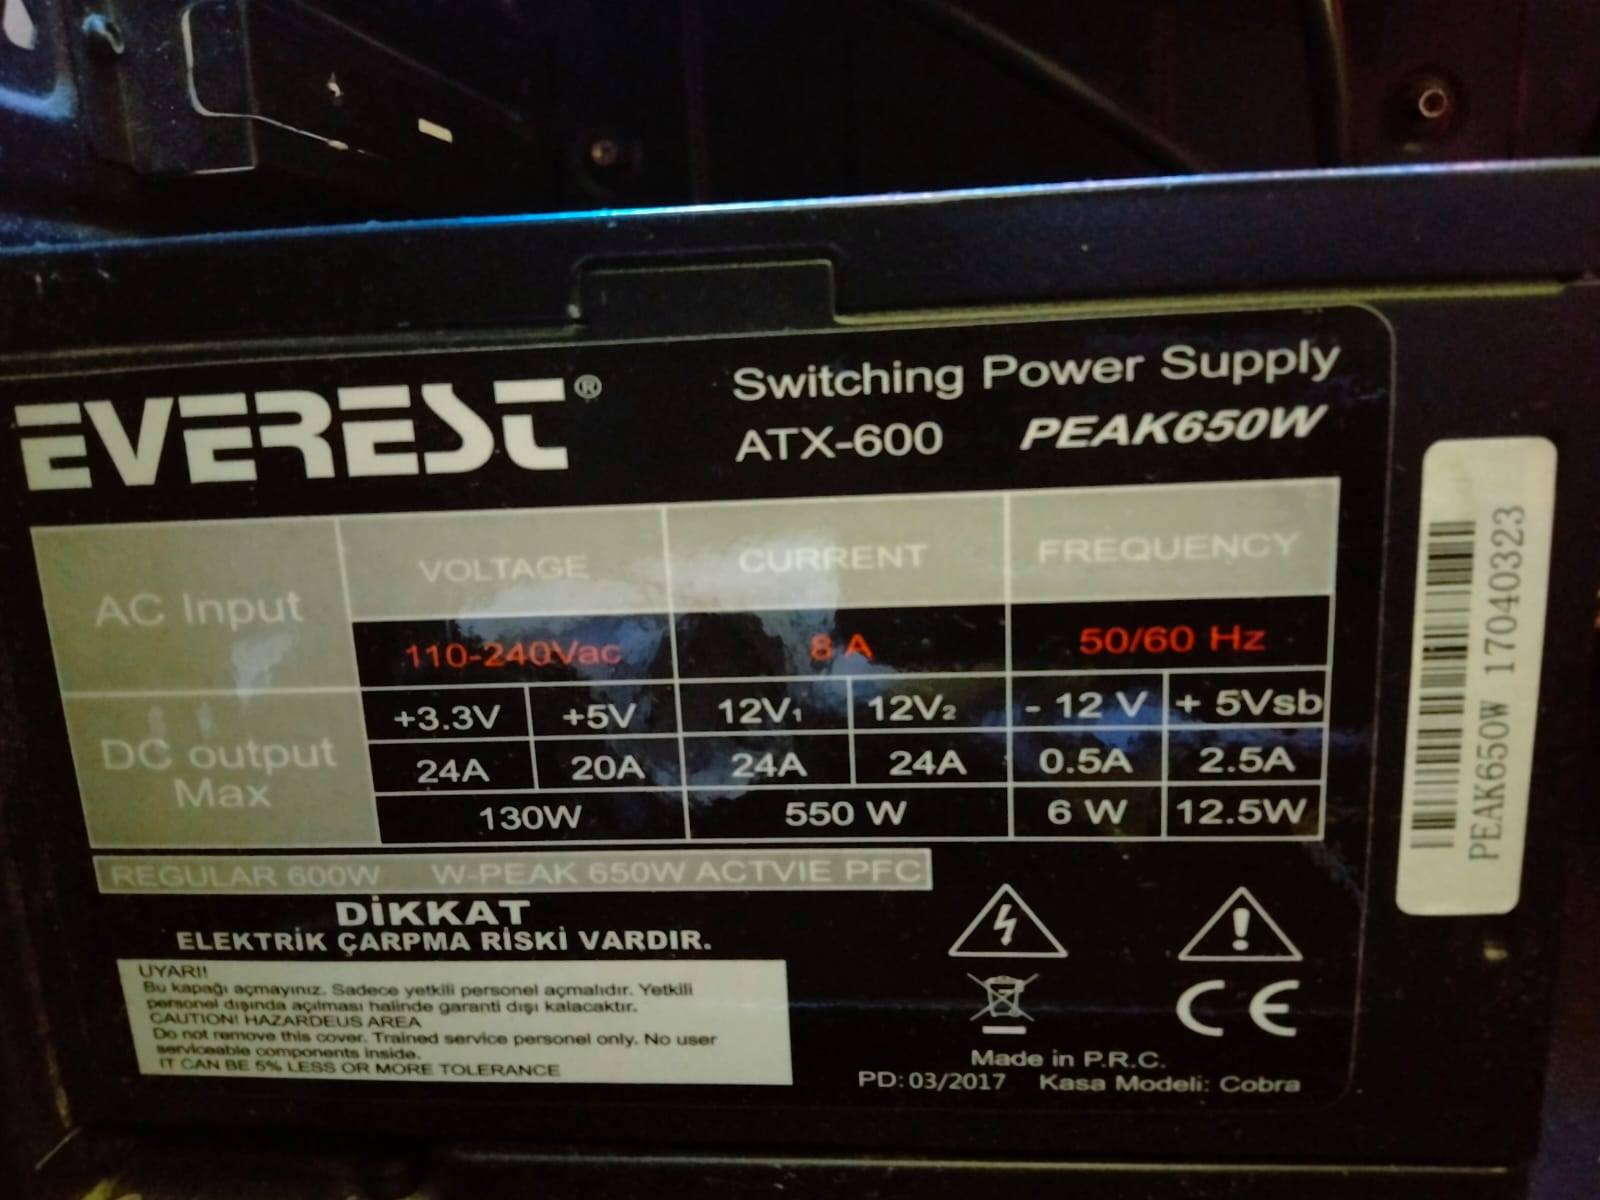 EVEREST®
Switching Power Supply
ATX-600 PEAK650W
AC Input
VOLTAGE CURRENT FREQUENCY
110-240Vac 8 A 50/60 Hz
DC output Max
+3.3V +5V 12V1 12V2 - 12 V + 5Vsb
24A 20A 24A 24A 0.5A 2.5A
130W 550 W 6 W 12.5W
REGULAR 600W W-PEAK 650W ACTVIE PFC
DİKKAT
ELEKTRİK ÇARPMA RİSKİ VARDIR.
UYARI!
Bu kapağı açmayınız. Sadece yetkili personel açmalıdır. Yetkili
personel dışında açılması halinde garanti dışı kalacaktır.
CAUTION! HAZARDEUS AREA
Do not remove this cover. Trained service personel only. No user
serviceable components inside.
IT CAN BE 5% LESS OR MORE TOLERANCE
CE
Made in P.R.C.
PD: 03/2017 Kasa Modeli: Cobra
PEAK650W 17040323